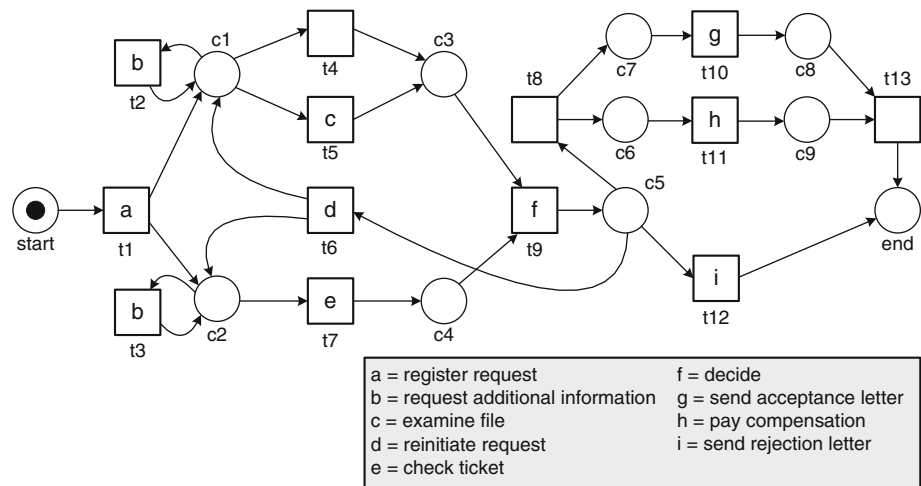 c1
c3
b
t2
t4
c
t5
c7
g
t10
c8
t8
t13
c6
h
t11
c9
start
a
t1
d
t6
f
t9
c5
end
b
t3
c2
e
t7
c4
i
t12
a = register request
b = request additional information
c = examine file
d = reinitiate request
e = check ticket
f = decide
g = send acceptance letter
h = pay compensation
i = send rejection letter